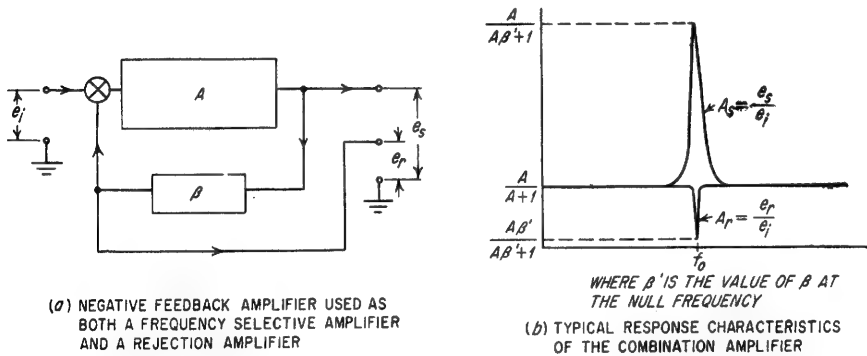 A
β
e_i
e_s
e_r
(a) NEGATIVE FEEDBACK AMPLIFIER USED AS
BOTH A FREQUENCY SELECTIVE AMPLIFIER
AND A REJECTION AMPLIFIER
A/(Aβ'+1)
A_s = e_s/e_i
A/(A+1)
A_r = e_r/e_i
Aβ'/(Aβ'+1)
f_o
WHERE β' IS THE VALUE OF β AT
THE NULL FREQUENCY
(b) TYPICAL RESPONSE CHARACTERISTICS
OF THE COMBINATION AMPLIFIER